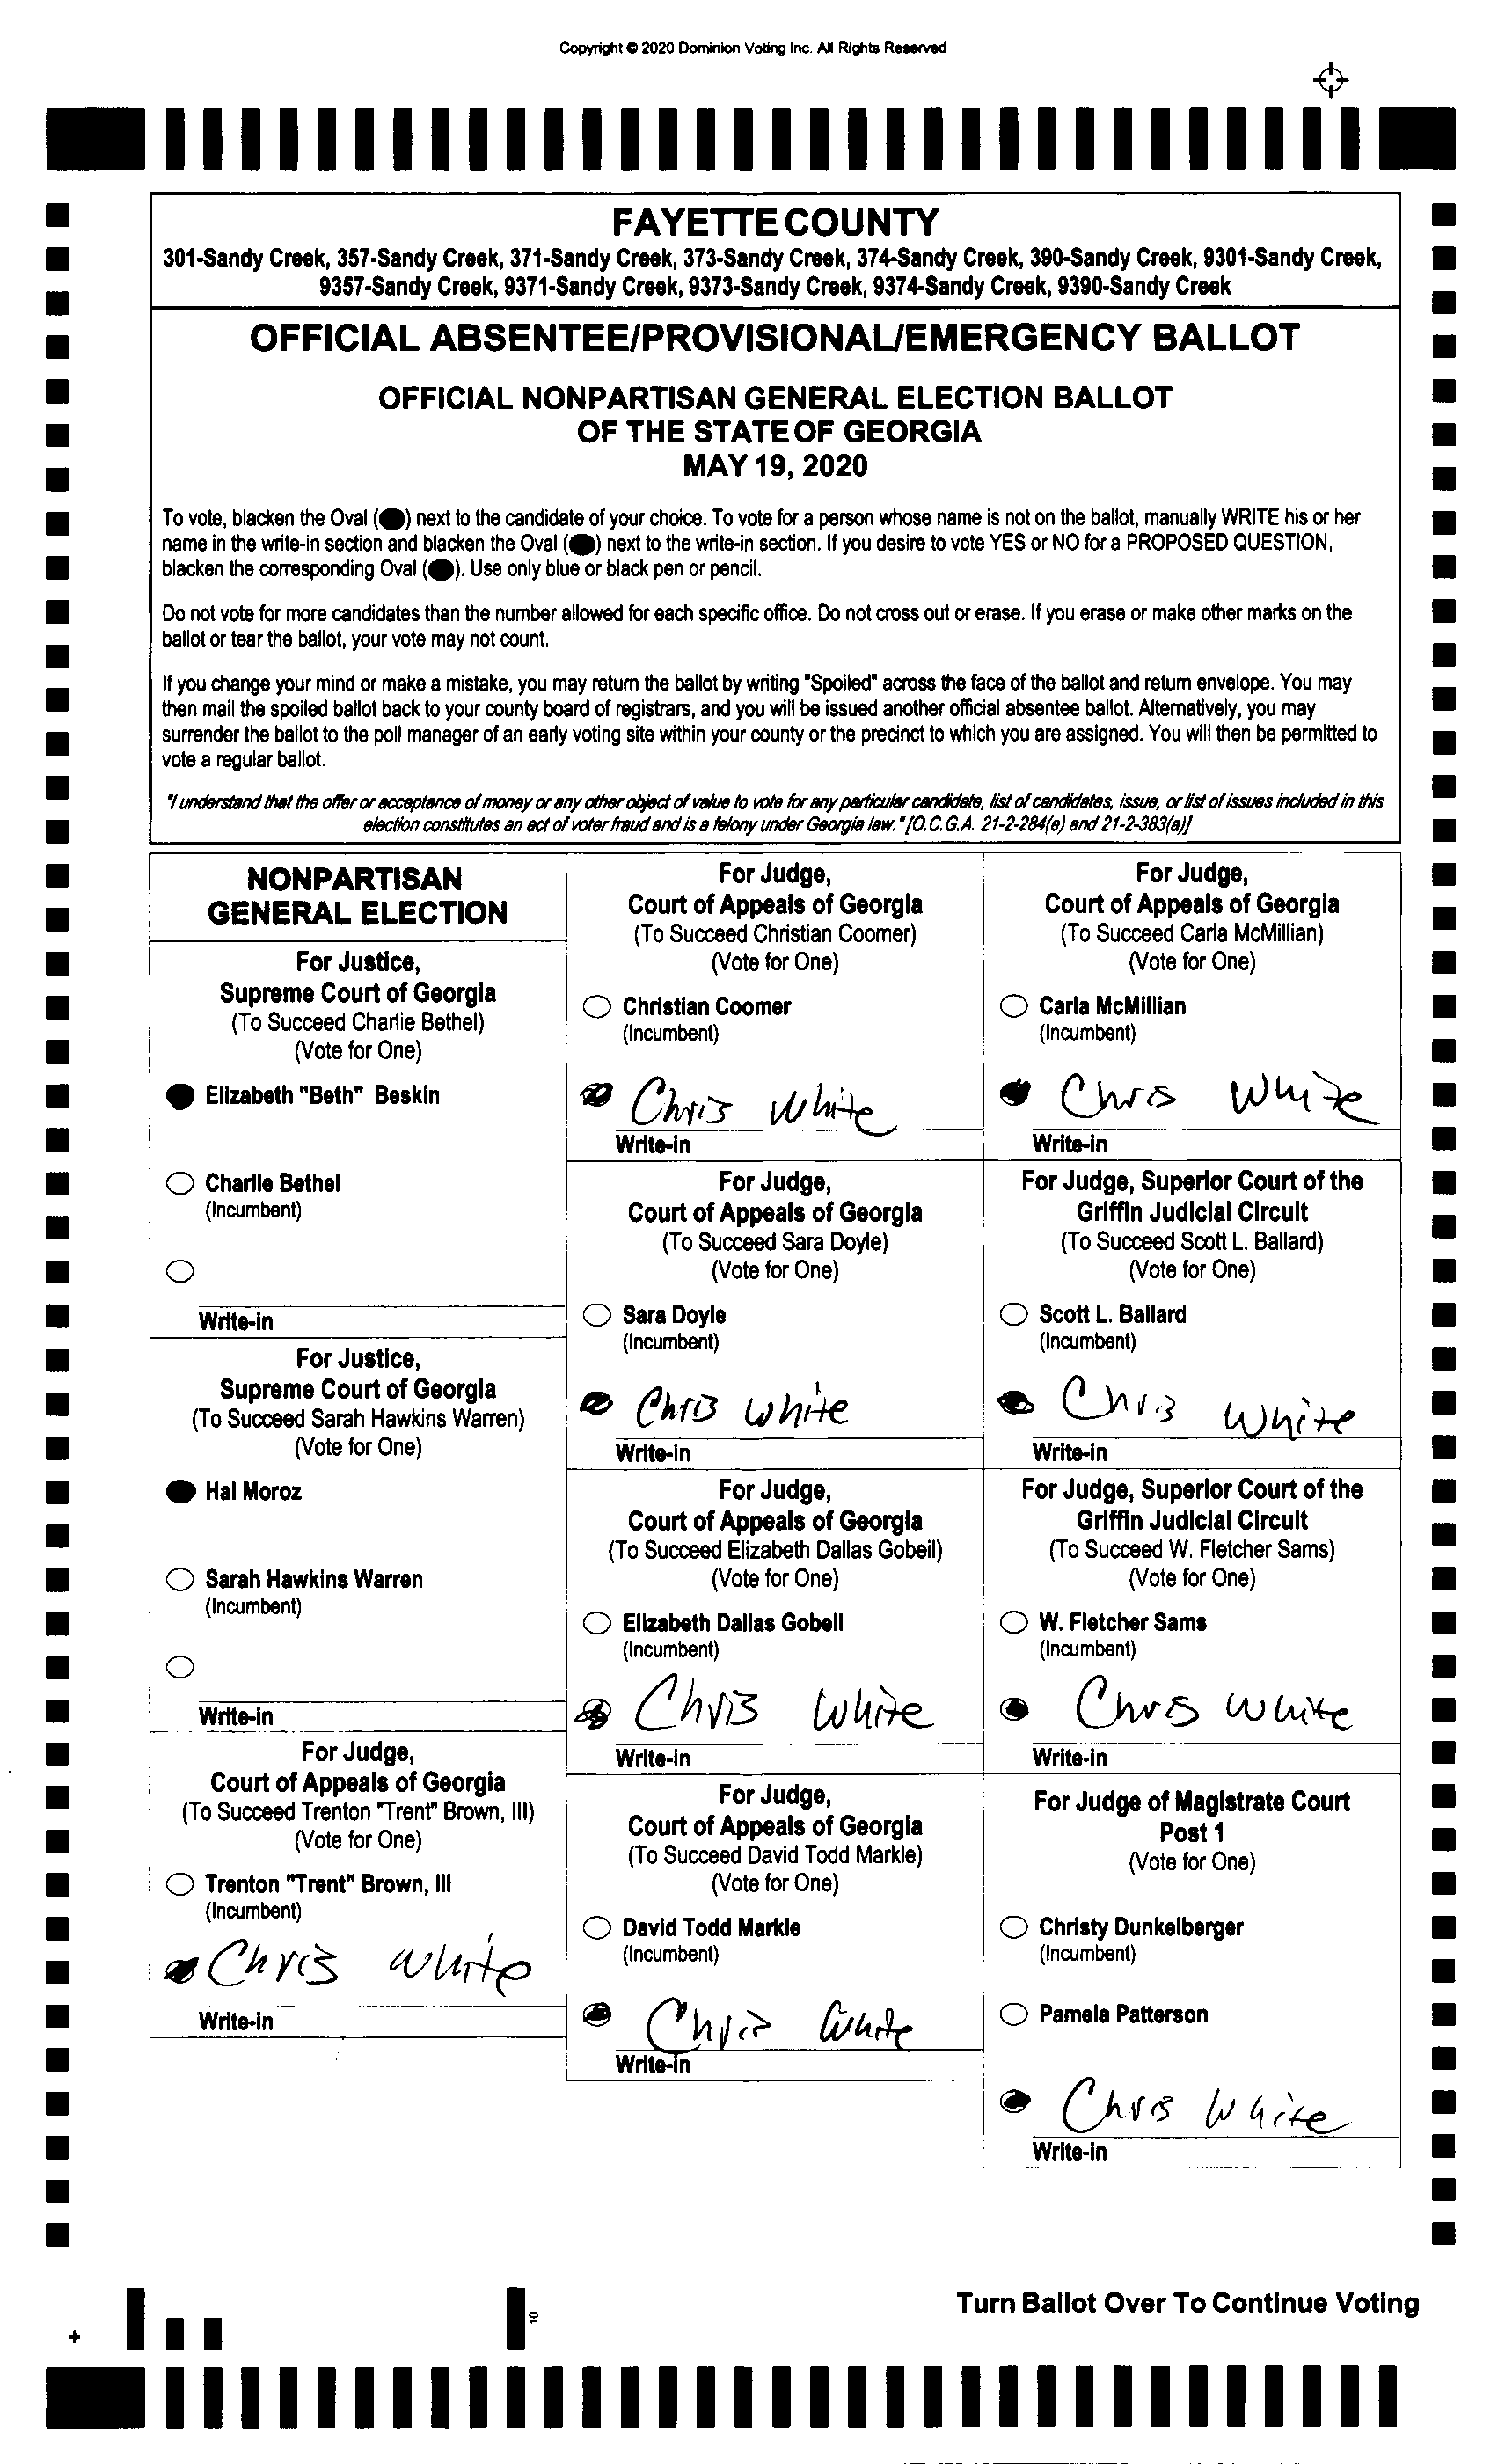 Copyright © 2020 Dominion Voting Inc. All Rights Reserved
FAYETTE COUNTY
301-Sandy Creek, 357-Sandy Creek, 371-Sandy Creek, 373-Sandy Creek, 374-Sandy Creek, 390-Sandy Creek, 9301-Sandy Creek,
9357-Sandy Creek, 9371-Sandy Creek, 9373-Sandy Creek, 9374-Sandy Creek, 9390-Sandy Creek
OFFICIAL ABSENTEE/PROVISIONAL/EMERGENCY BALLOT
OFFICIAL NONPARTISAN GENERAL ELECTION BALLOT
OF THE STATE OF GEORGIA
MAY 19, 2020
To vote, blacken the Oval (●) next to the candidate of your choice. To vote for a person whose name is not on the ballot, manually WRITE his or her
name in the write-in section and blacken the Oval (●) next to the write-in section. If you desire to vote YES or NO for a PROPOSED QUESTION,
blacken the corresponding Oval (●). Use only blue or black pen or pencil.
Do not vote for more candidates than the number allowed for each specific office. Do not cross out or erase. If you erase or make other marks on the
ballot or tear the ballot, your vote may not count.
If you change your mind or make a mistake, you may return the ballot by writing "Spoiled" across the face of the ballot and return envelope. You may
then mail the spoiled ballot back to your county board of registrars, and you will be issued another official absentee ballot. Alternatively, you may
surrender the ballot to the poll manager of an early voting site within your county or the precinct to which you are assigned. You will then be permitted to
vote a regular ballot.
"I understand that the offer or acceptance of money or any other object of value to vote for any particular candidate, list of candidates, issue, or list of issues included in this
election constitutes an act of voter fraud and is a felony under Georgia law." [O.C.G.A. 21-2-284(e) and 21-2-383(a)]
NONPARTISAN
GENERAL ELECTION
For Justice,
Supreme Court of Georgia
(To Succeed Charlie Bethel)
(Vote for One)
Elizabeth "Beth" Beskin
Charlie Bethel
(Incumbent)
Write-in
For Justice,
Supreme Court of Georgia
(To Succeed Sarah Hawkins Warren)
(Vote for One)
Hal Moroz
Sarah Hawkins Warren
(Incumbent)
Write-in
For Judge,
Court of Appeals of Georgia
(To Succeed Trenton "Trent" Brown, III)
(Vote for One)
Trenton "Trent" Brown, III
(Incumbent)
Chris White
Write-in
For Judge,
Court of Appeals of Georgia
(To Succeed Christian Coomer)
(Vote for One)
Christian Coomer
(Incumbent)
Chris White
Write-in
For Judge,
Court of Appeals of Georgia
(To Succeed Sara Doyle)
(Vote for One)
Sara Doyle
(Incumbent)
Chris White
Write-in
For Judge,
Court of Appeals of Georgia
(To Succeed Elizabeth Dallas Gobeil)
(Vote for One)
Elizabeth Dallas Gobeil
(Incumbent)
Chris White
Write-in
For Judge,
Court of Appeals of Georgia
(To Succeed David Todd Markle)
(Vote for One)
David Todd Markle
(Incumbent)
Chris White
Write-in
For Judge,
Court of Appeals of Georgia
(To Succeed Carla McMillian)
(Vote for One)
Carla McMillian
(Incumbent)
Chris White
Write-in
For Judge, Superior Court of the
Griffin Judicial Circuit
(To Succeed Scott L. Ballard)
(Vote for One)
Scott L. Ballard
(Incumbent)
Chris White
Write-in
For Judge, Superior Court of the
Griffin Judicial Circuit
(To Succeed W. Fletcher Sams)
(Vote for One)
W. Fletcher Sams
(Incumbent)
Chris White
Write-in
For Judge of Magistrate Court
Post 1
(Vote for One)
Christy Dunkelberger
(Incumbent)
Pamela Patterson
Chris White
Write-in
Turn Ballot Over To Continue Voting
10